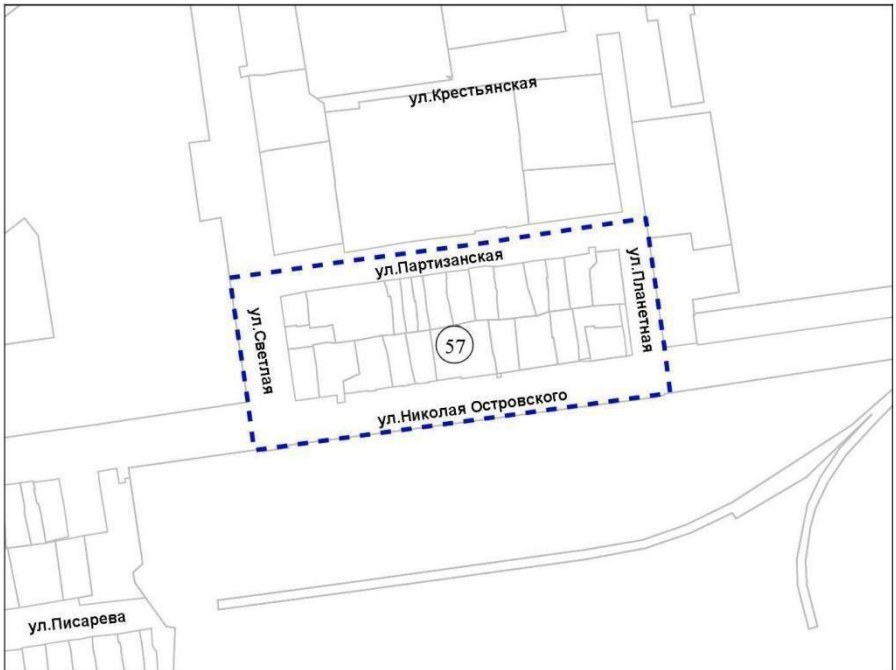 ул.Крестьянская
ул.Партизанская
ул.Планетная
ул.Светлая
57
ул.Николая Островского
ул.Писарева